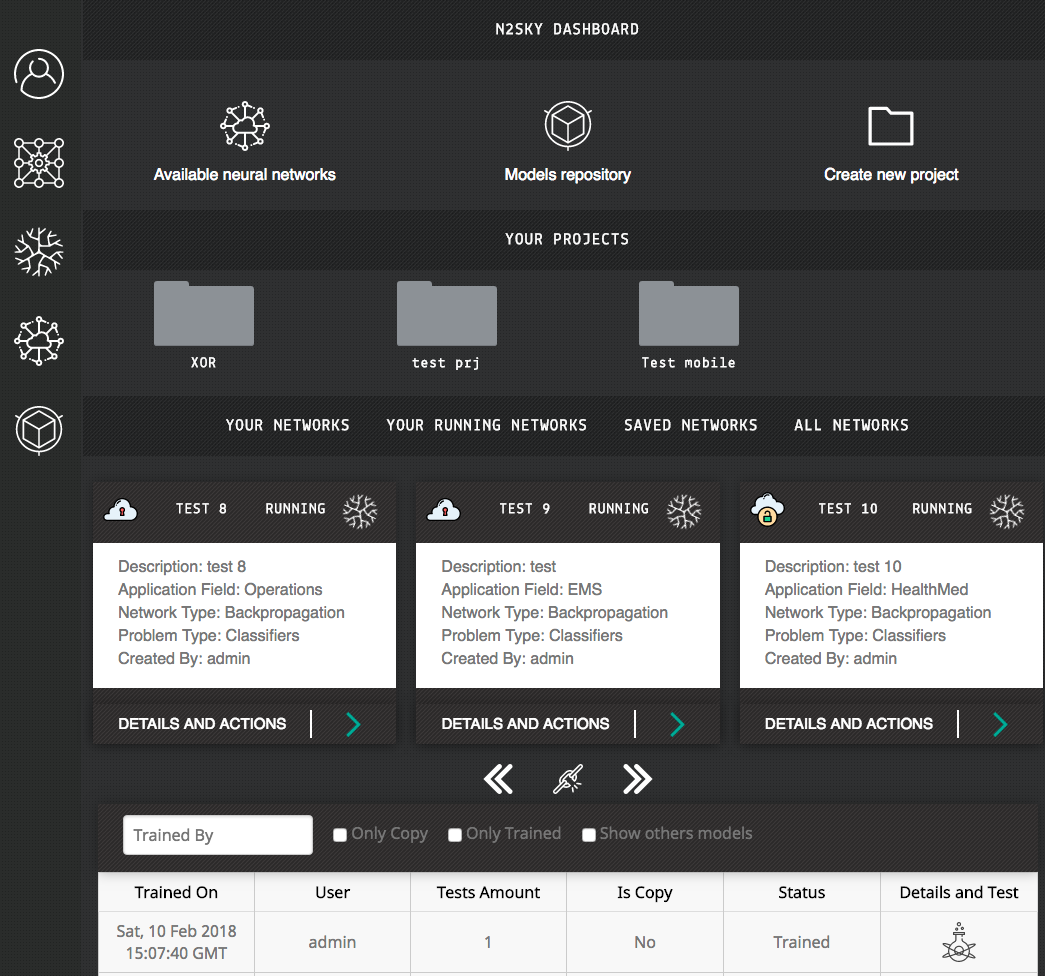 N2SKY DASHBOARD
Available neural networks
Models repository
Create new project
YOUR PROJECTS
XOR
test prj
Test mobile
YOUR NETWORKS
YOUR RUNNING NETWORKS
SAVED NETWORKS
ALL NETWORKS
TEST 8
RUNNING
Description: test 8
Application Field: Operations
Network Type: Backpropagation
Problem Type: Classifiers
Created By: admin
DETAILS AND ACTIONS
TEST 9
RUNNING
Description: test
Application Field: EMS
Network Type: Backpropagation
Problem Type: Classifiers
Created By: admin
DETAILS AND ACTIONS
TEST 10
RUNNING
Description: test 10
Application Field: HealthMed
Network Type: Backpropagation
Problem Type: Classifiers
Created By: admin
DETAILS AND ACTIONS
Trained By
Only Copy
Only Trained
Show others models
Trained On
User
Tests Amount
Is Copy
Status
Details and Test
Sat, 10 Feb 2018
15:07:40 GMT
admin
1
No
Trained